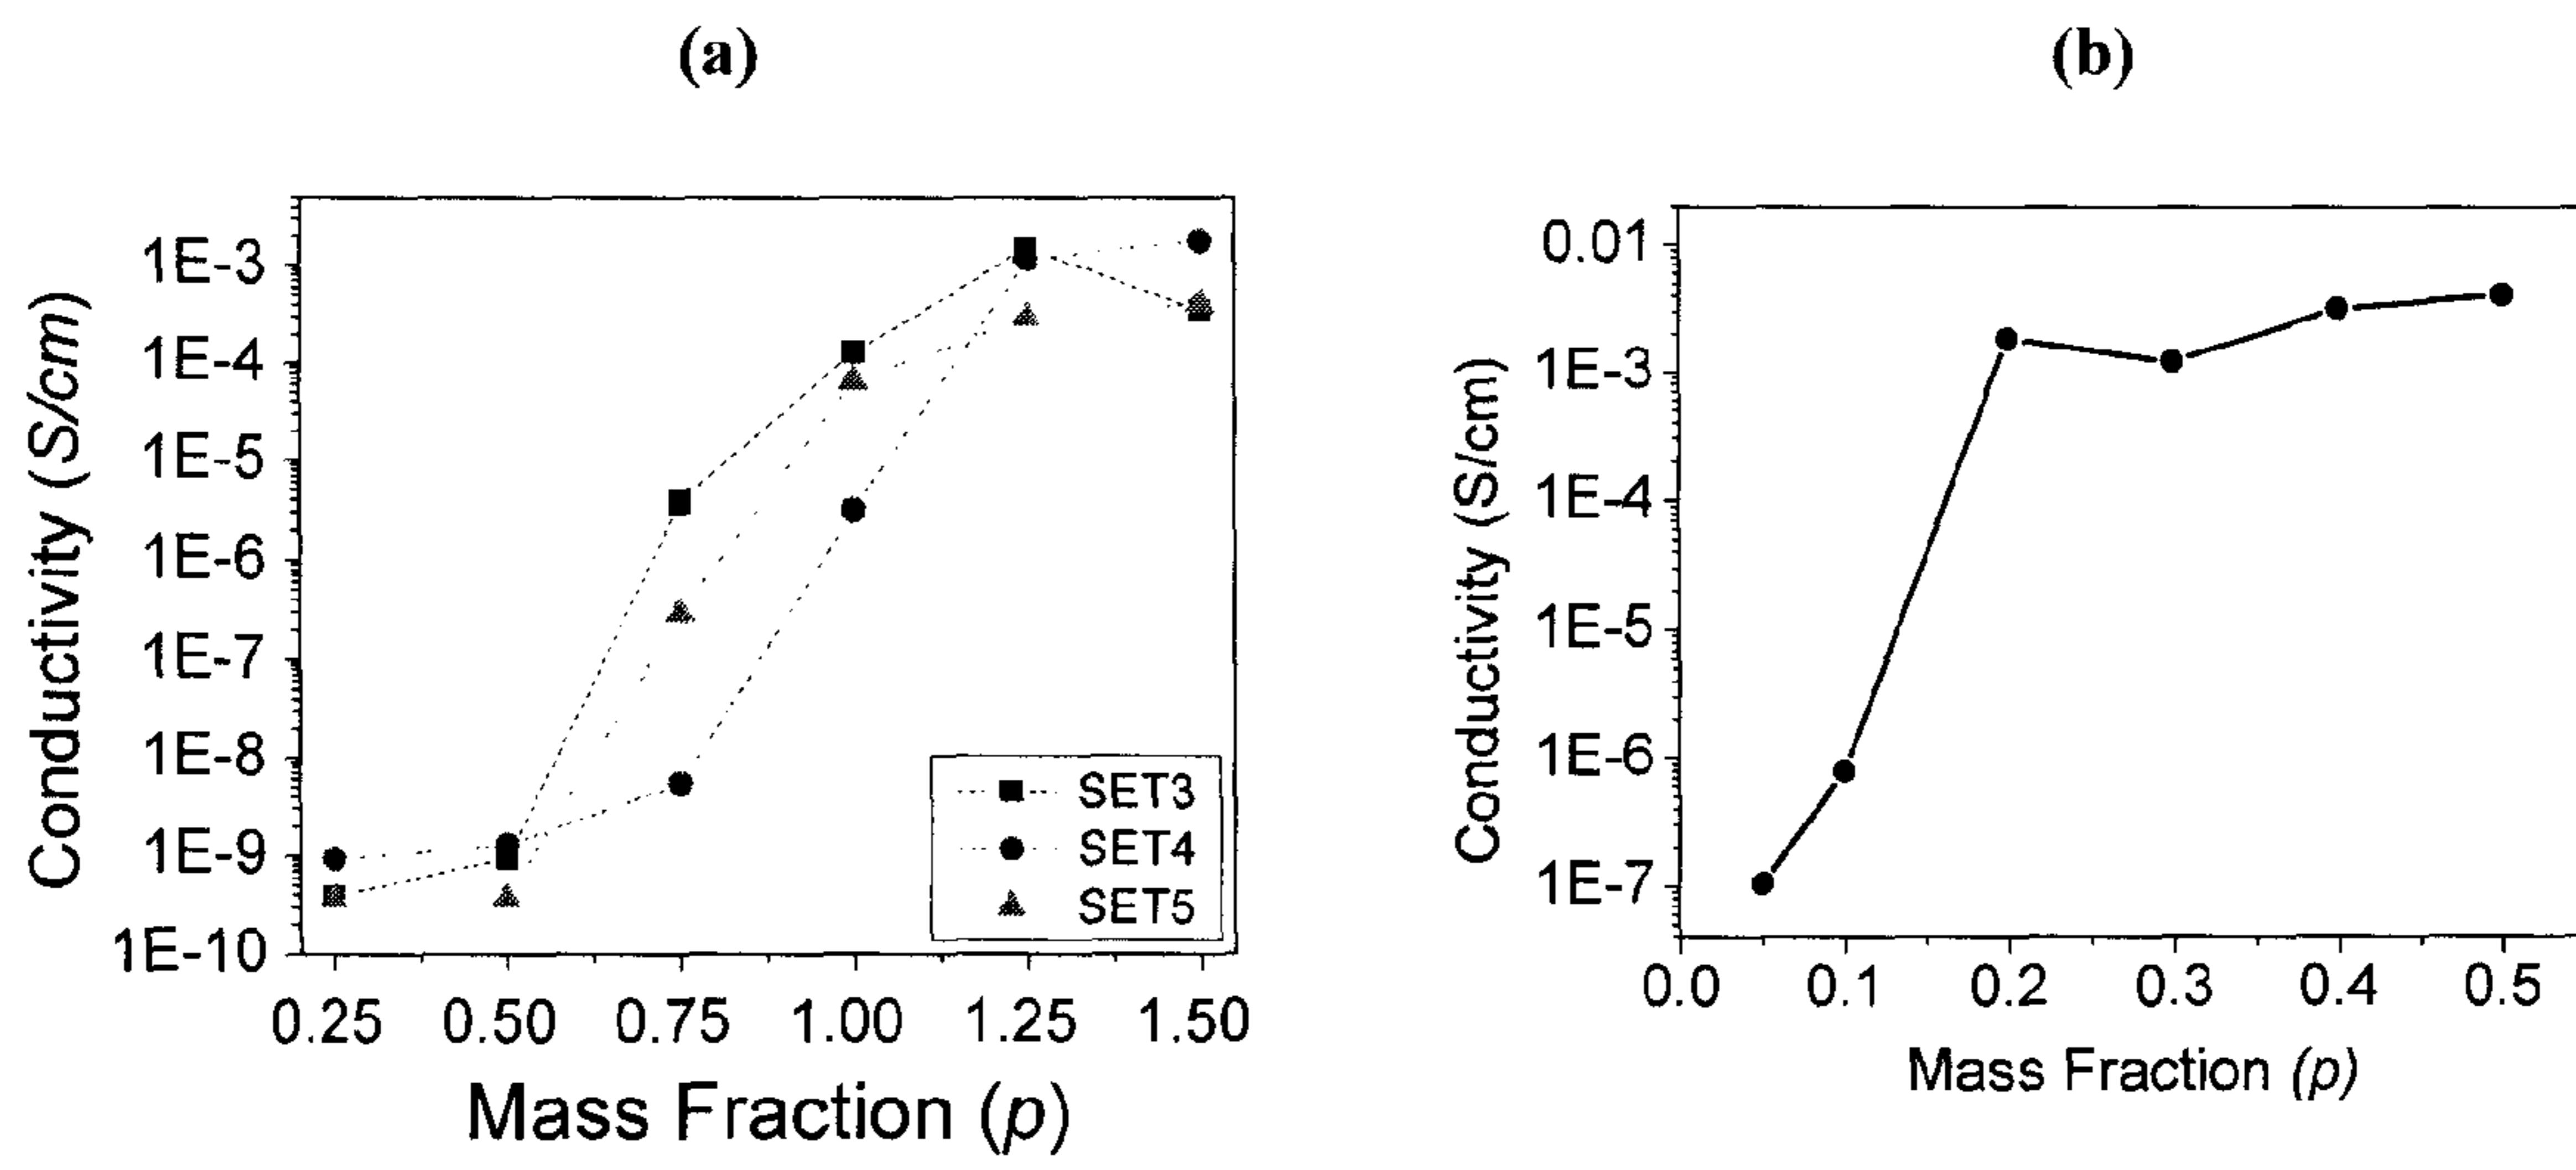 (a)
Conductivity (S/cm)
1E-3
1E-4
1E-5
1E-6
1E-7
1E-8
1E-9
1E-10
SET3
SET4
SET5
0.25 0.50 0.75 1.00 1.25 1.50
Mass Fraction (p)
(b)
Conductivity (S/cm)
0.01
1E-3
1E-4
1E-5
1E-6
1E-7
0.0 0.1 0.2 0.3 0.4 0.5
Mass Fraction (p)